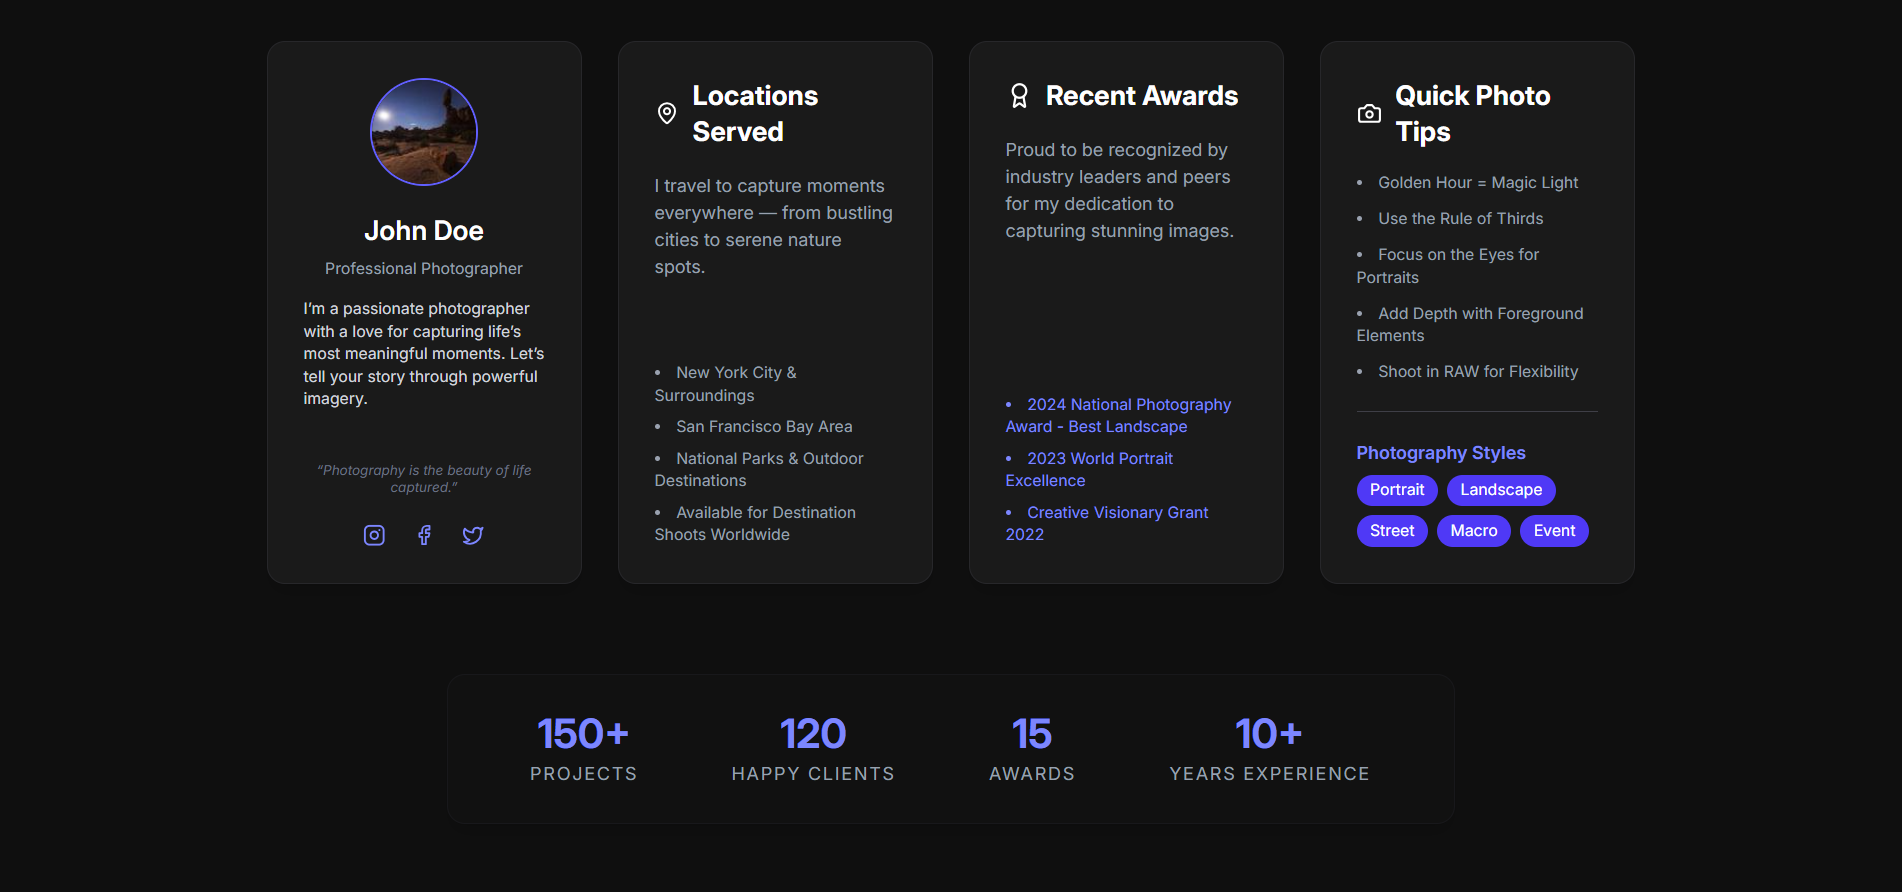 John Doe
Professional Photographer
I’m a passionate photographer
with a love for capturing life’s
most meaningful moments. Let’s
tell your story through powerful
imagery.
“Photography is the beauty of life
captured.”
Locations
Served
I travel to capture moments
everywhere — from bustling
cities to serene nature
spots.
• New York City &
Surroundings
• San Francisco Bay Area
• National Parks & Outdoor
Destinations
• Available for Destination
Shoots Worldwide
Recent Awards
Proud to be recognized by
industry leaders and peers
for my dedication to
capturing stunning images.
• 2024 National Photography
Award - Best Landscape
• 2023 World Portrait
Excellence
• Creative Visionary Grant
2022
Quick Photo
Tips
• Golden Hour = Magic Light
• Use the Rule of Thirds
• Focus on the Eyes for
Portraits
• Add Depth with Foreground
Elements
• Shoot in RAW for Flexibility
Photography Styles
Portrait Landscape
Street Macro Event
150+ 120 15 10+
PROJECTS HAPPY CLIENTS AWARDS YEARS EXPERIENCE